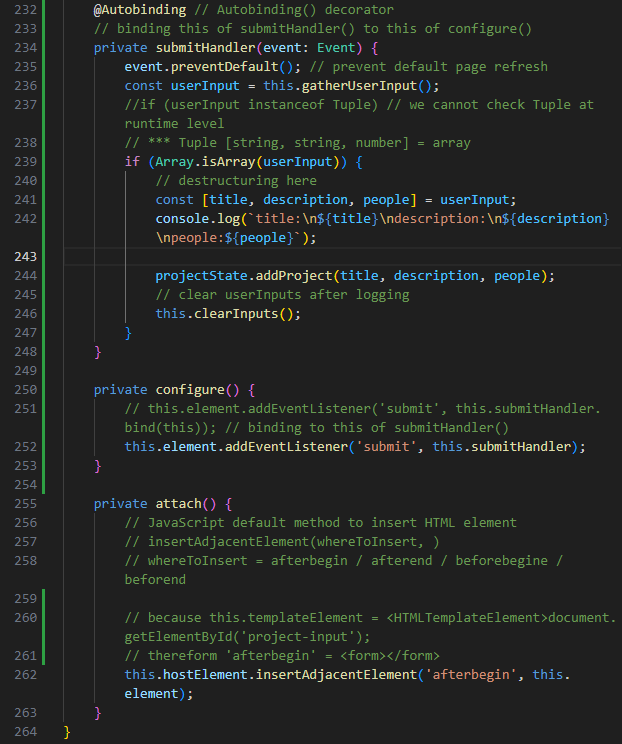 232 @Autobinding // Autobinding() decorator
233 // binding this of submitHandler() to this of configure()
234 private submitHandler(event: Event) {
235 event.preventDefault(); // prevent default page refresh
236 const userInput = this.gatherUserInput();
237 //if (userInput instanceof Tuple) // we cannot check Tuple at
runtime level
238 // *** Tuple [string, string, number] = array
239 if (Array.isArray(userInput)) {
240 // destructuring here
241 const [title, description, people] = userInput;
242 console.log(`title:\n${title}\ndescription:\n${description}
\npeople:${people}`);
243
244 projectState.addProject(title, description, people);
245 // clear userInputs after logging
246 this.clearInputs();
247 }
248 }
249
250 private configure() {
251 // this.element.addEventListener('submit', this.submitHandler.
bind(this)); // binding to this of submitHandler()
252 this.element.addEventListener('submit', this.submitHandler);
253 }
254
255 private attach() {
256 // JavaScript default method to insert HTML element
257 // insertAdjacentElement(whereToInsert, )
258 // whereToInsert = afterbegin / afterend / beforebegine /
beforend
259
260 // because this.templateElement = <HTMLTemplateElement>document.
getElementById('project-input');
261 // thereform 'afterbegin' = <form></form>
262 this.hostElement.insertAdjacentElement('afterbegin', this.
element);
263 }
264 }